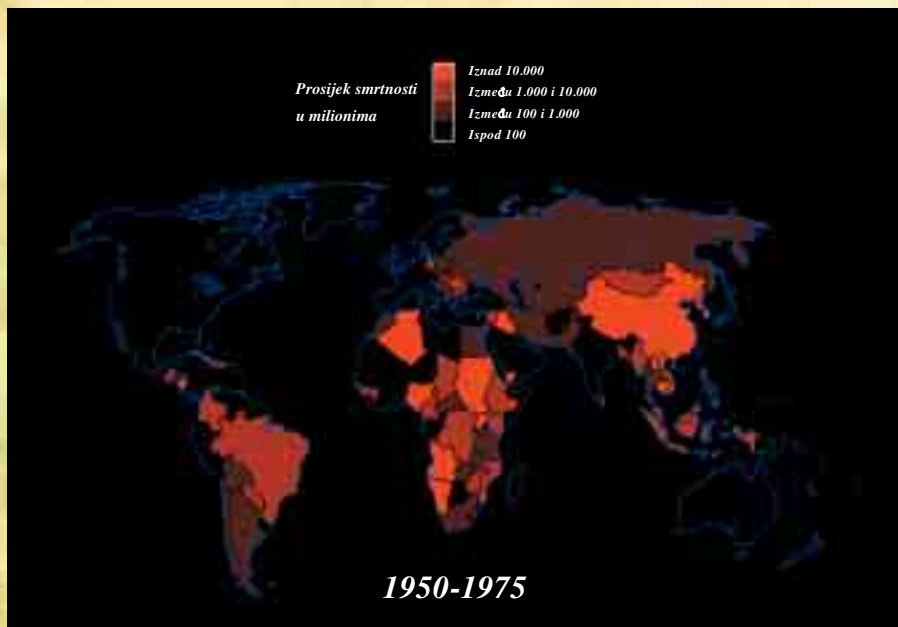 Prosijek smrtnosti
u milionima
Iznad 10.000
Između 1.000 i 10.000
Između 100 i 1.000
Ispod 100
1950-1975